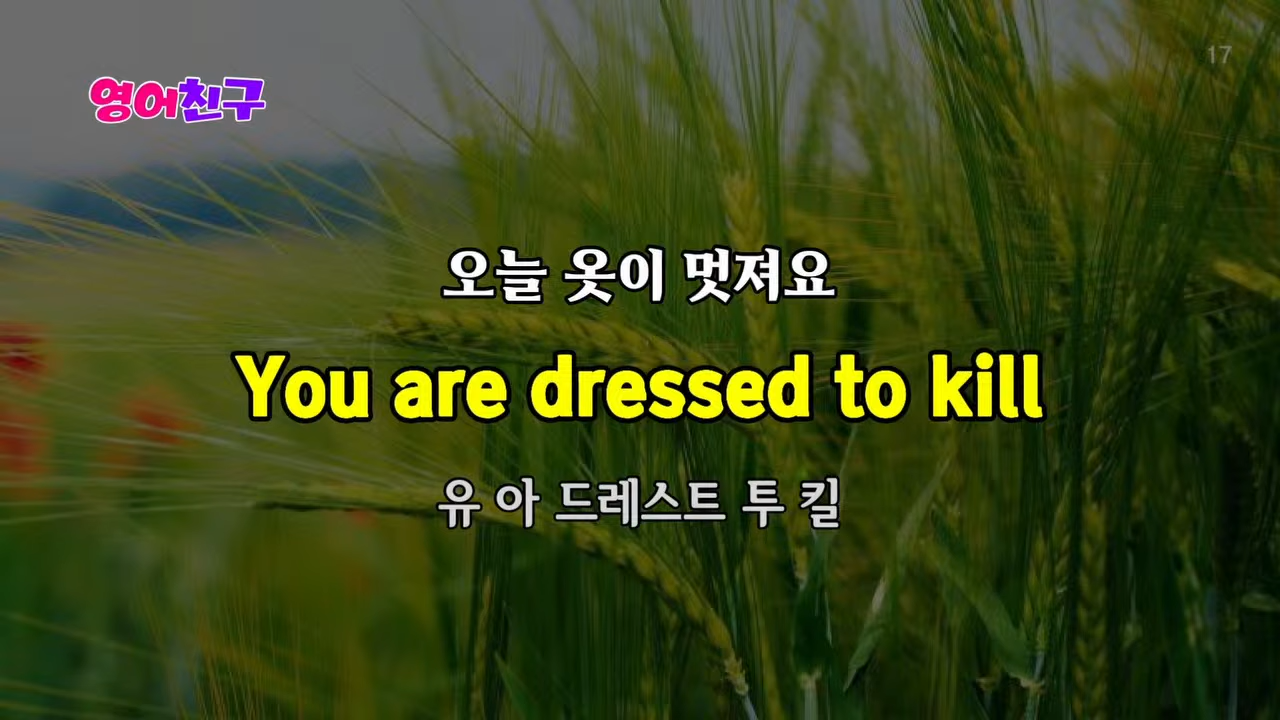 17
영어친구
오늘 옷이 멋져요
You are dressed to kill
유 아 드레스트 투 킬